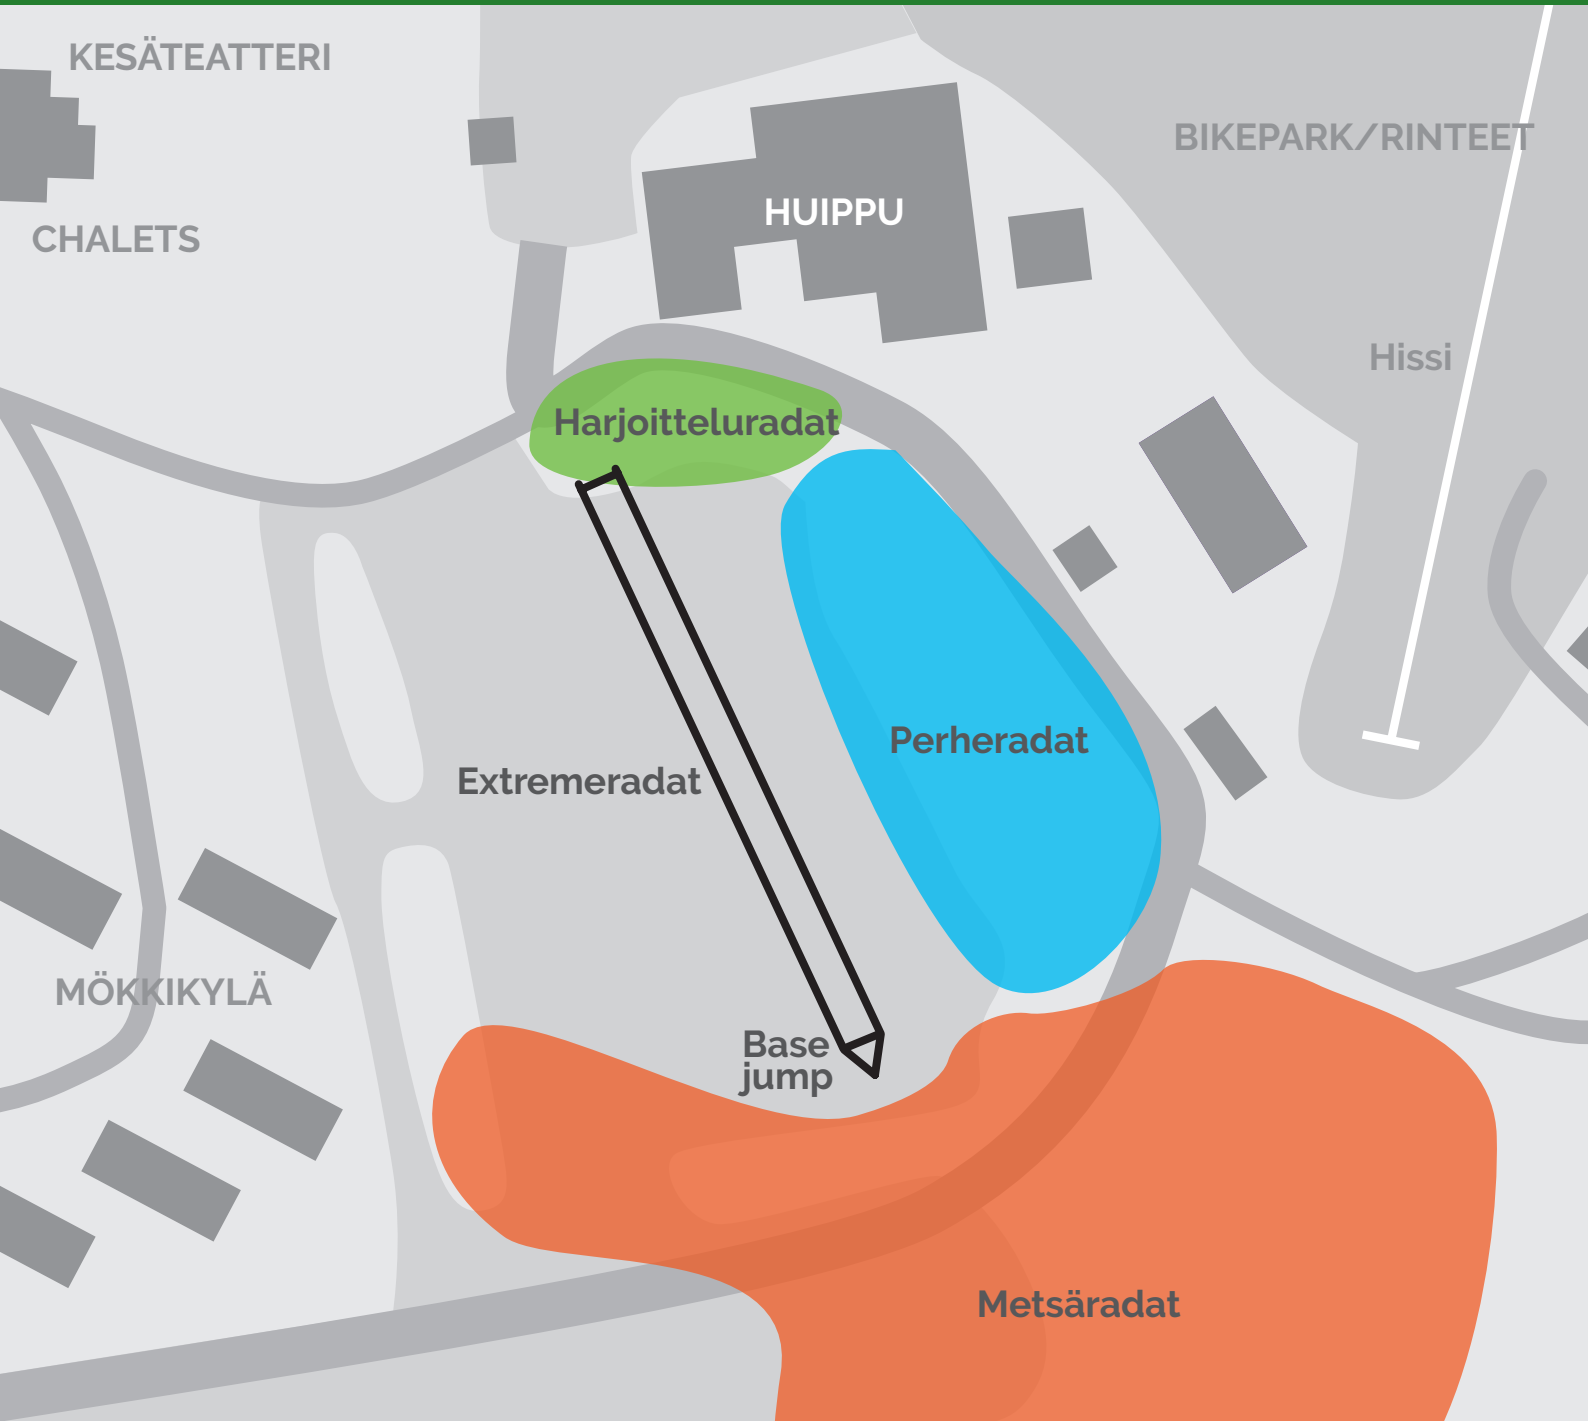 KESÄTEATTERI
BIKEPARK/RINTEET
CHALETS
HUIPPU
Hissi
Harjoitteluradat
Perheradat
Extremeradat
MÖKKIKYLÄ
Base
jump
Metsäradat